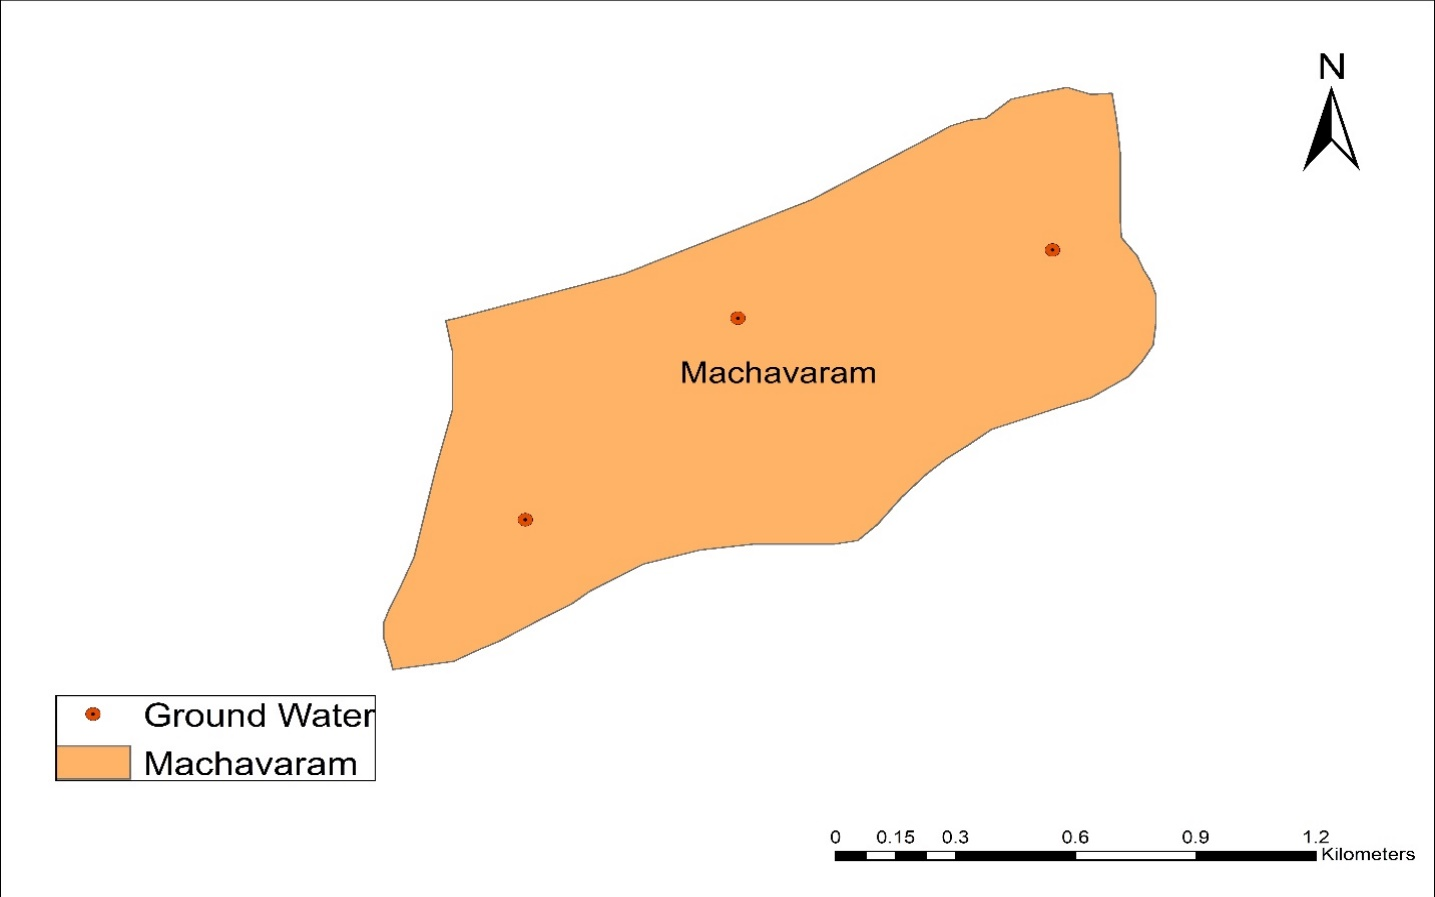 N
Machavaram
Ground Water
Machavaram
0 0.15 0.3 0.6 0.9 1.2
Kilometers